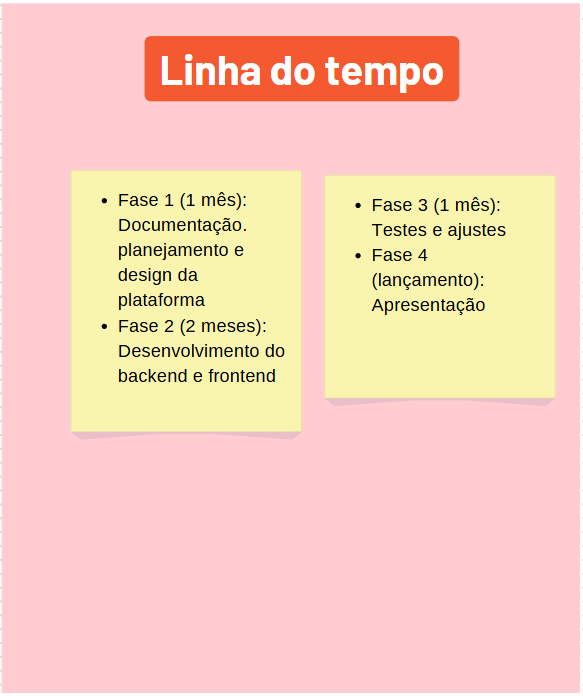 Linha do tempo
• Fase 1 (1 mês):
Documentação.
planejamento e
design da
plataforma
• Fase 2 (2 meses):
Desenvolvimento do
backend e frontend
• Fase 3 (1 mês):
Testes e ajustes
• Fase 4
(lançamento):
Apresentação